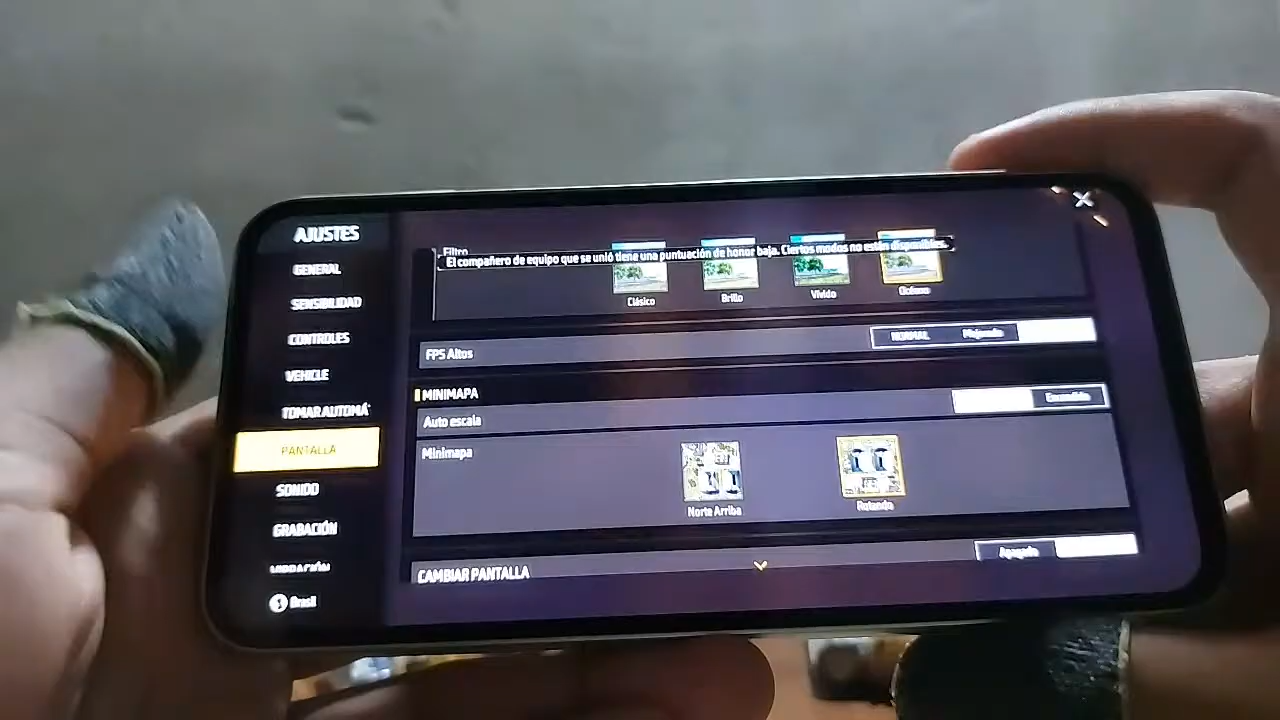 AJUSTES
GENERAL
SENSIBILIDAD
CONTROLES
VEHICLE
TOMAR AUTOMÁ
PANTALLA
SONIDO
GRABACIÓN
VIBRACIÓN
Brasil
Filtro
El compañero de equipo que se unió tiene una puntuación de honor baja. Ciertos modos no están disponibles.
Clásico Brillo Vívido Océano
FPS Altos NORMAL Mejorado
MINIMAPA
Auto escala Encendido
Minimapa
Norte Arriba Rotando
CAMBIAR PANTALLA Apagado